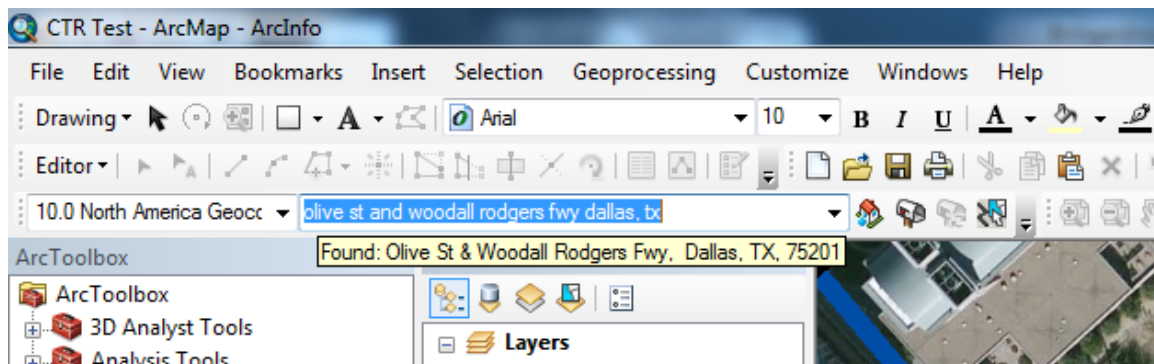 CTR Test - ArcMap - ArcInfo
File Edit View Bookmarks Insert Selection Geoprocessing Customize Windows Help
Drawing A Arial 10 B I U A
Editor
10.0 North America Geocc olive st and woodall rodgers fwy dallas, tx
Found: Olive St & Woodall Rodgers Fwy, Dallas, TX, 75201
ArcToolbox
ArcToolbox
3D Analyst Tools
Analysis Tools
Layers